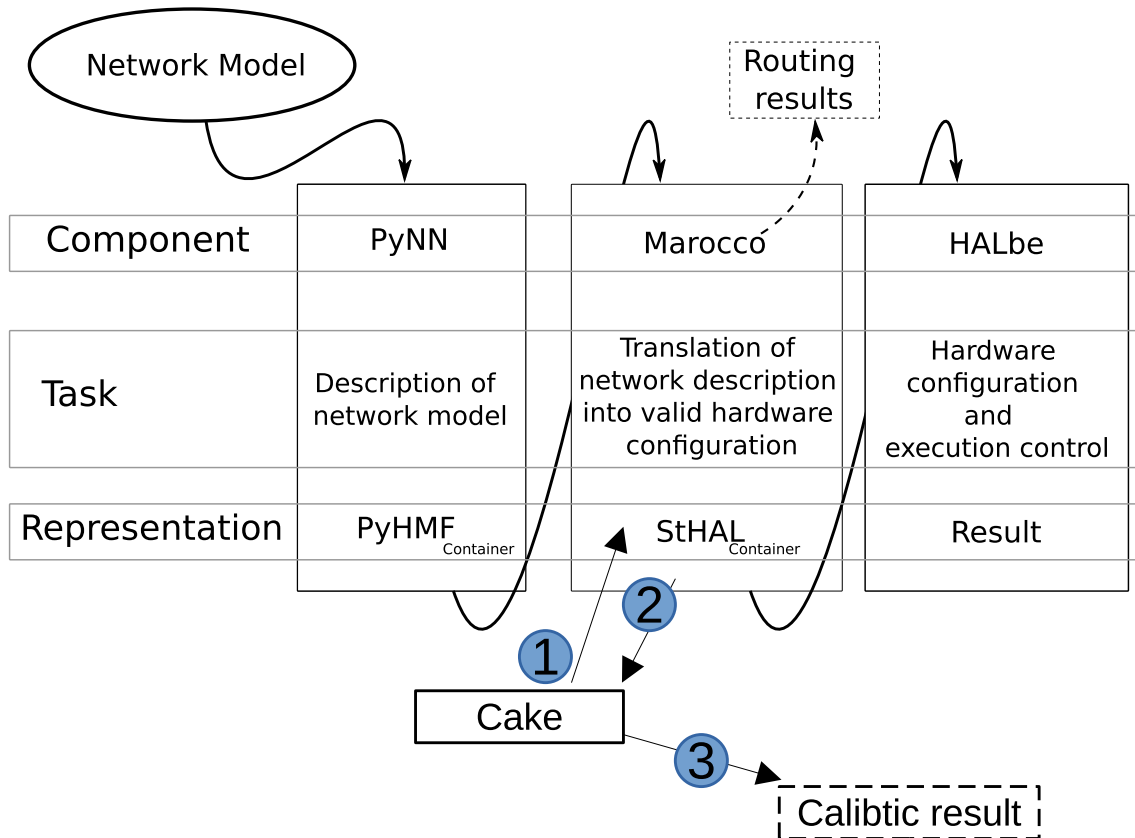 Network Model
Routing
results
Component
PyNN
Marocco
HALbe
Task
Description of
network model
Translation of
network description
into valid hardware
configuration
Hardware
configuration
and
execution control
Representation
PyHMF
Container
StHAL
Container
Result
2
1
Cake
3
Calibtic result